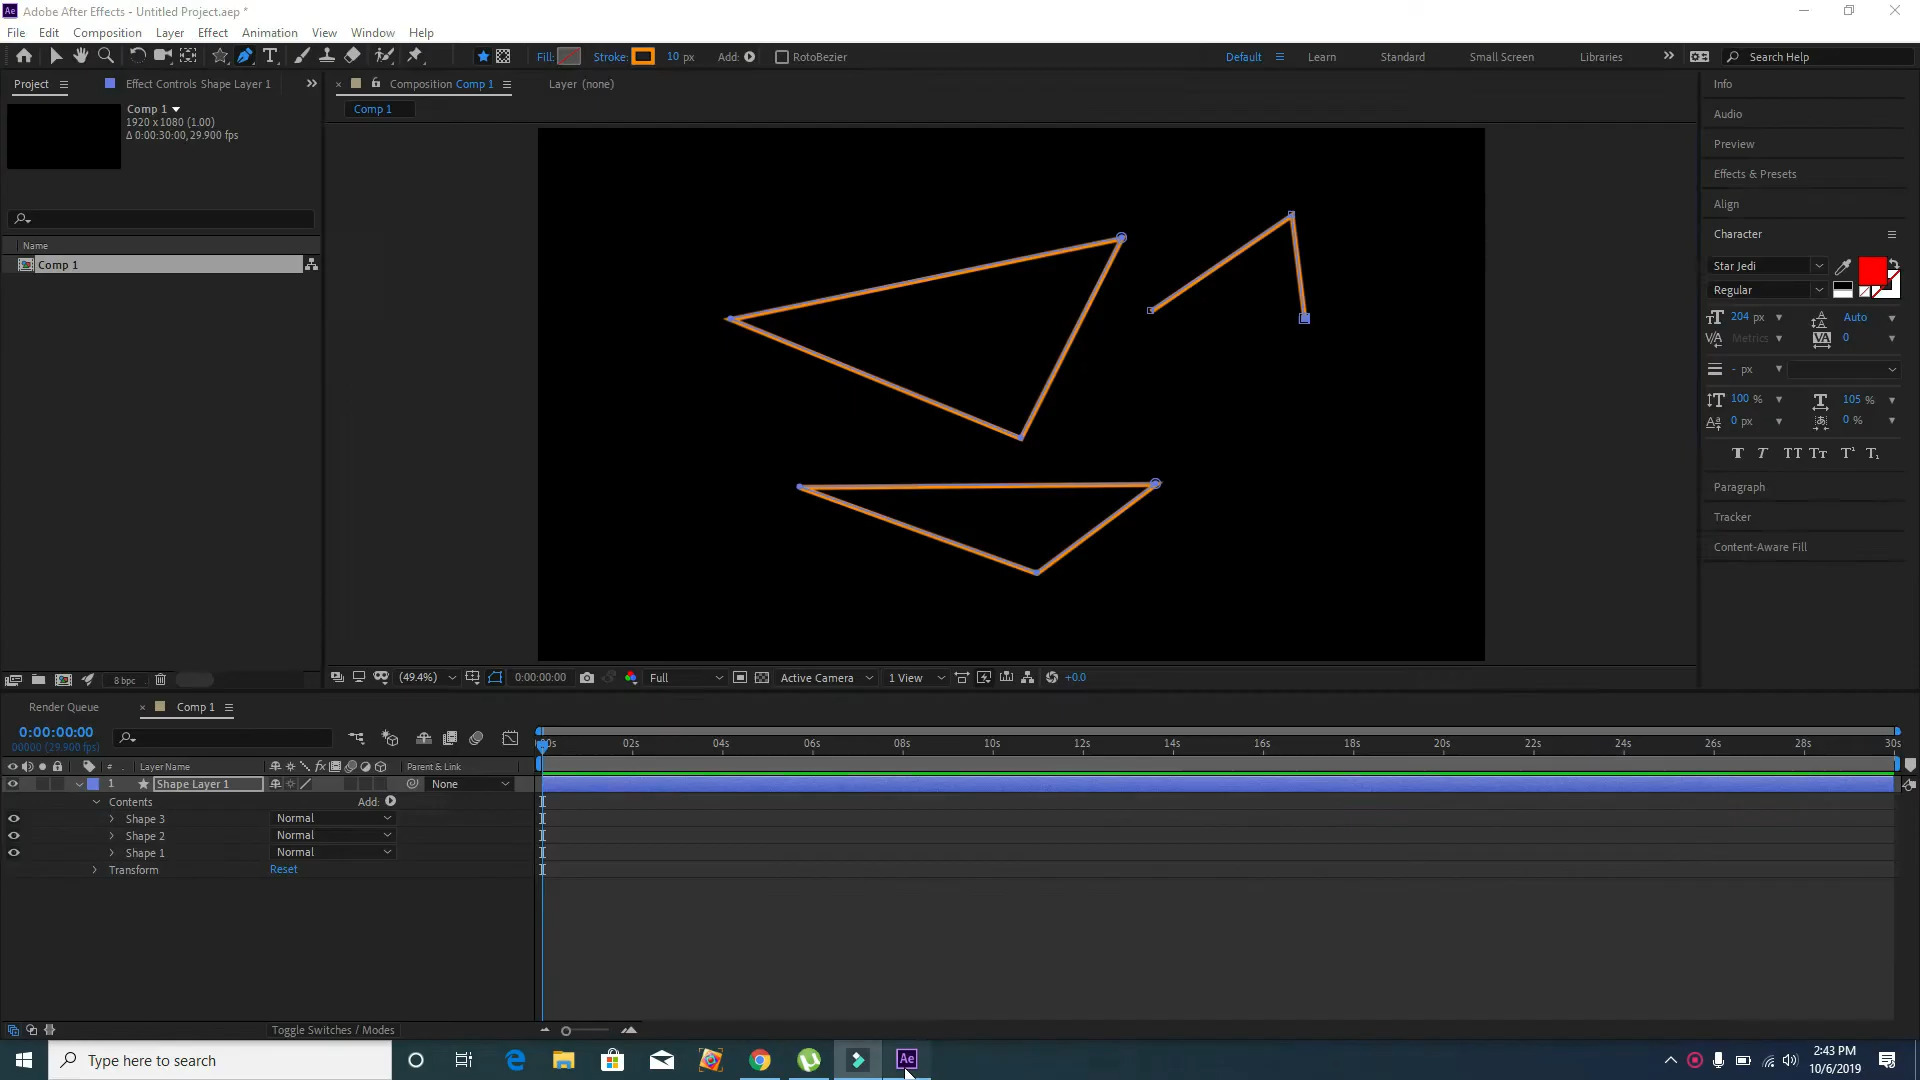 Ae Adobe After Effects - Untitled Project.aep *
File Edit Composition Layer Effect Animation View Window Help
Fill: Stroke: 10 px Add: RotoBezier Default Learn Standard Small Screen Libraries Search Help
Project Effect Controls Shape Layer 1 Composition Comp 1 Layer (none) Info
Comp 1
1920 x 1080 (1.00)
Δ 0:00:30:00, 29.900 fps
Comp 1
Audio
Preview
Effects & Presets
Align
Character
Name
Comp 1
Star Jedi
Regular
204 px Auto
Metrics 0
- px
100 % 105 %
0 px 0 %
T T TT Tт T¹ T₁
Paragraph
Tracker
Content-Aware Fill
8 bpc (49.4%) 0:00:00:00 Full Active Camera 1 View +0.0
Render Queue Comp 1
0:00:00:00
00000 (29.900 fps)
02s 04s 06s 08s 10s 12s 14s 16s 18s 20s 22s 24s 26s 28s 30s
# Layer Name fx Parent & Link
1 Shape Layer 1 None
Contents Add:
Shape 3 Normal
Shape 2 Normal
Shape 1 Normal
Transform Reset
Toggle Switches / Modes
Type here to search Ae
2:43 PM
10/6/2019